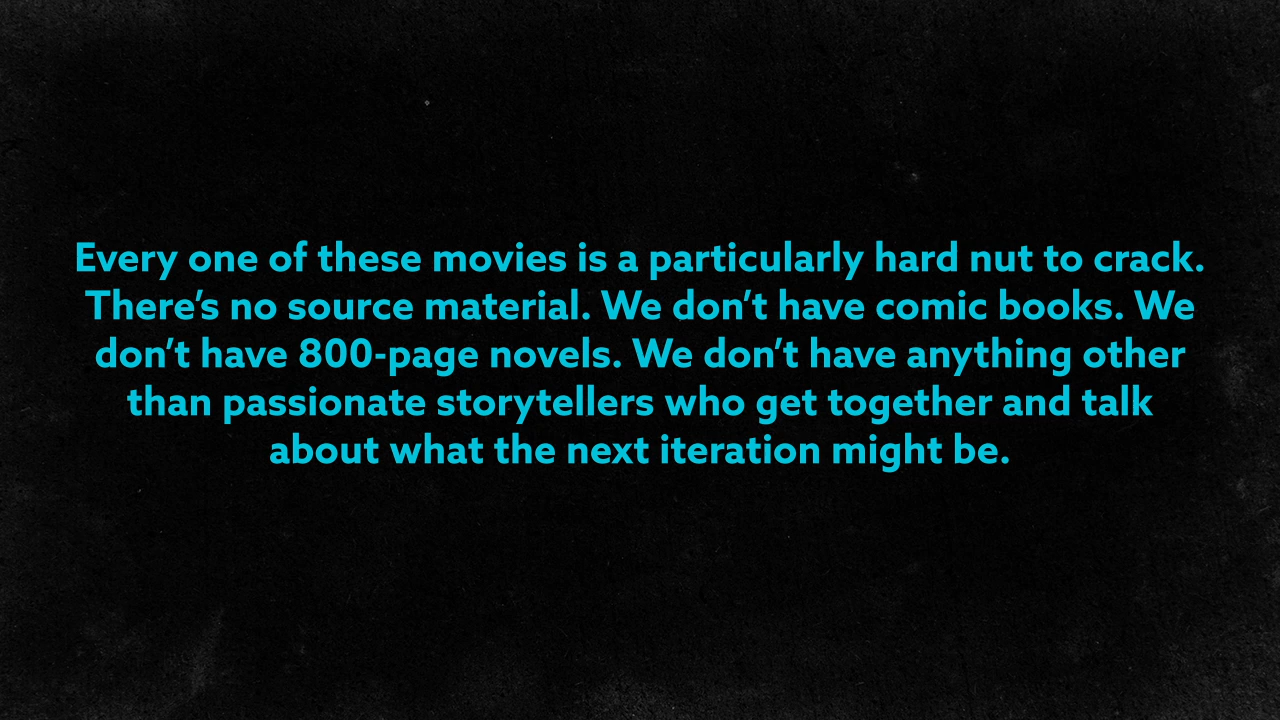 Every one of these movies is a particularly hard nut to crack.
There’s no source material. We don’t have comic books. We
don’t have 800-page novels. We don’t have anything other
than passionate storytellers who get together and talk
about what the next iteration might be.